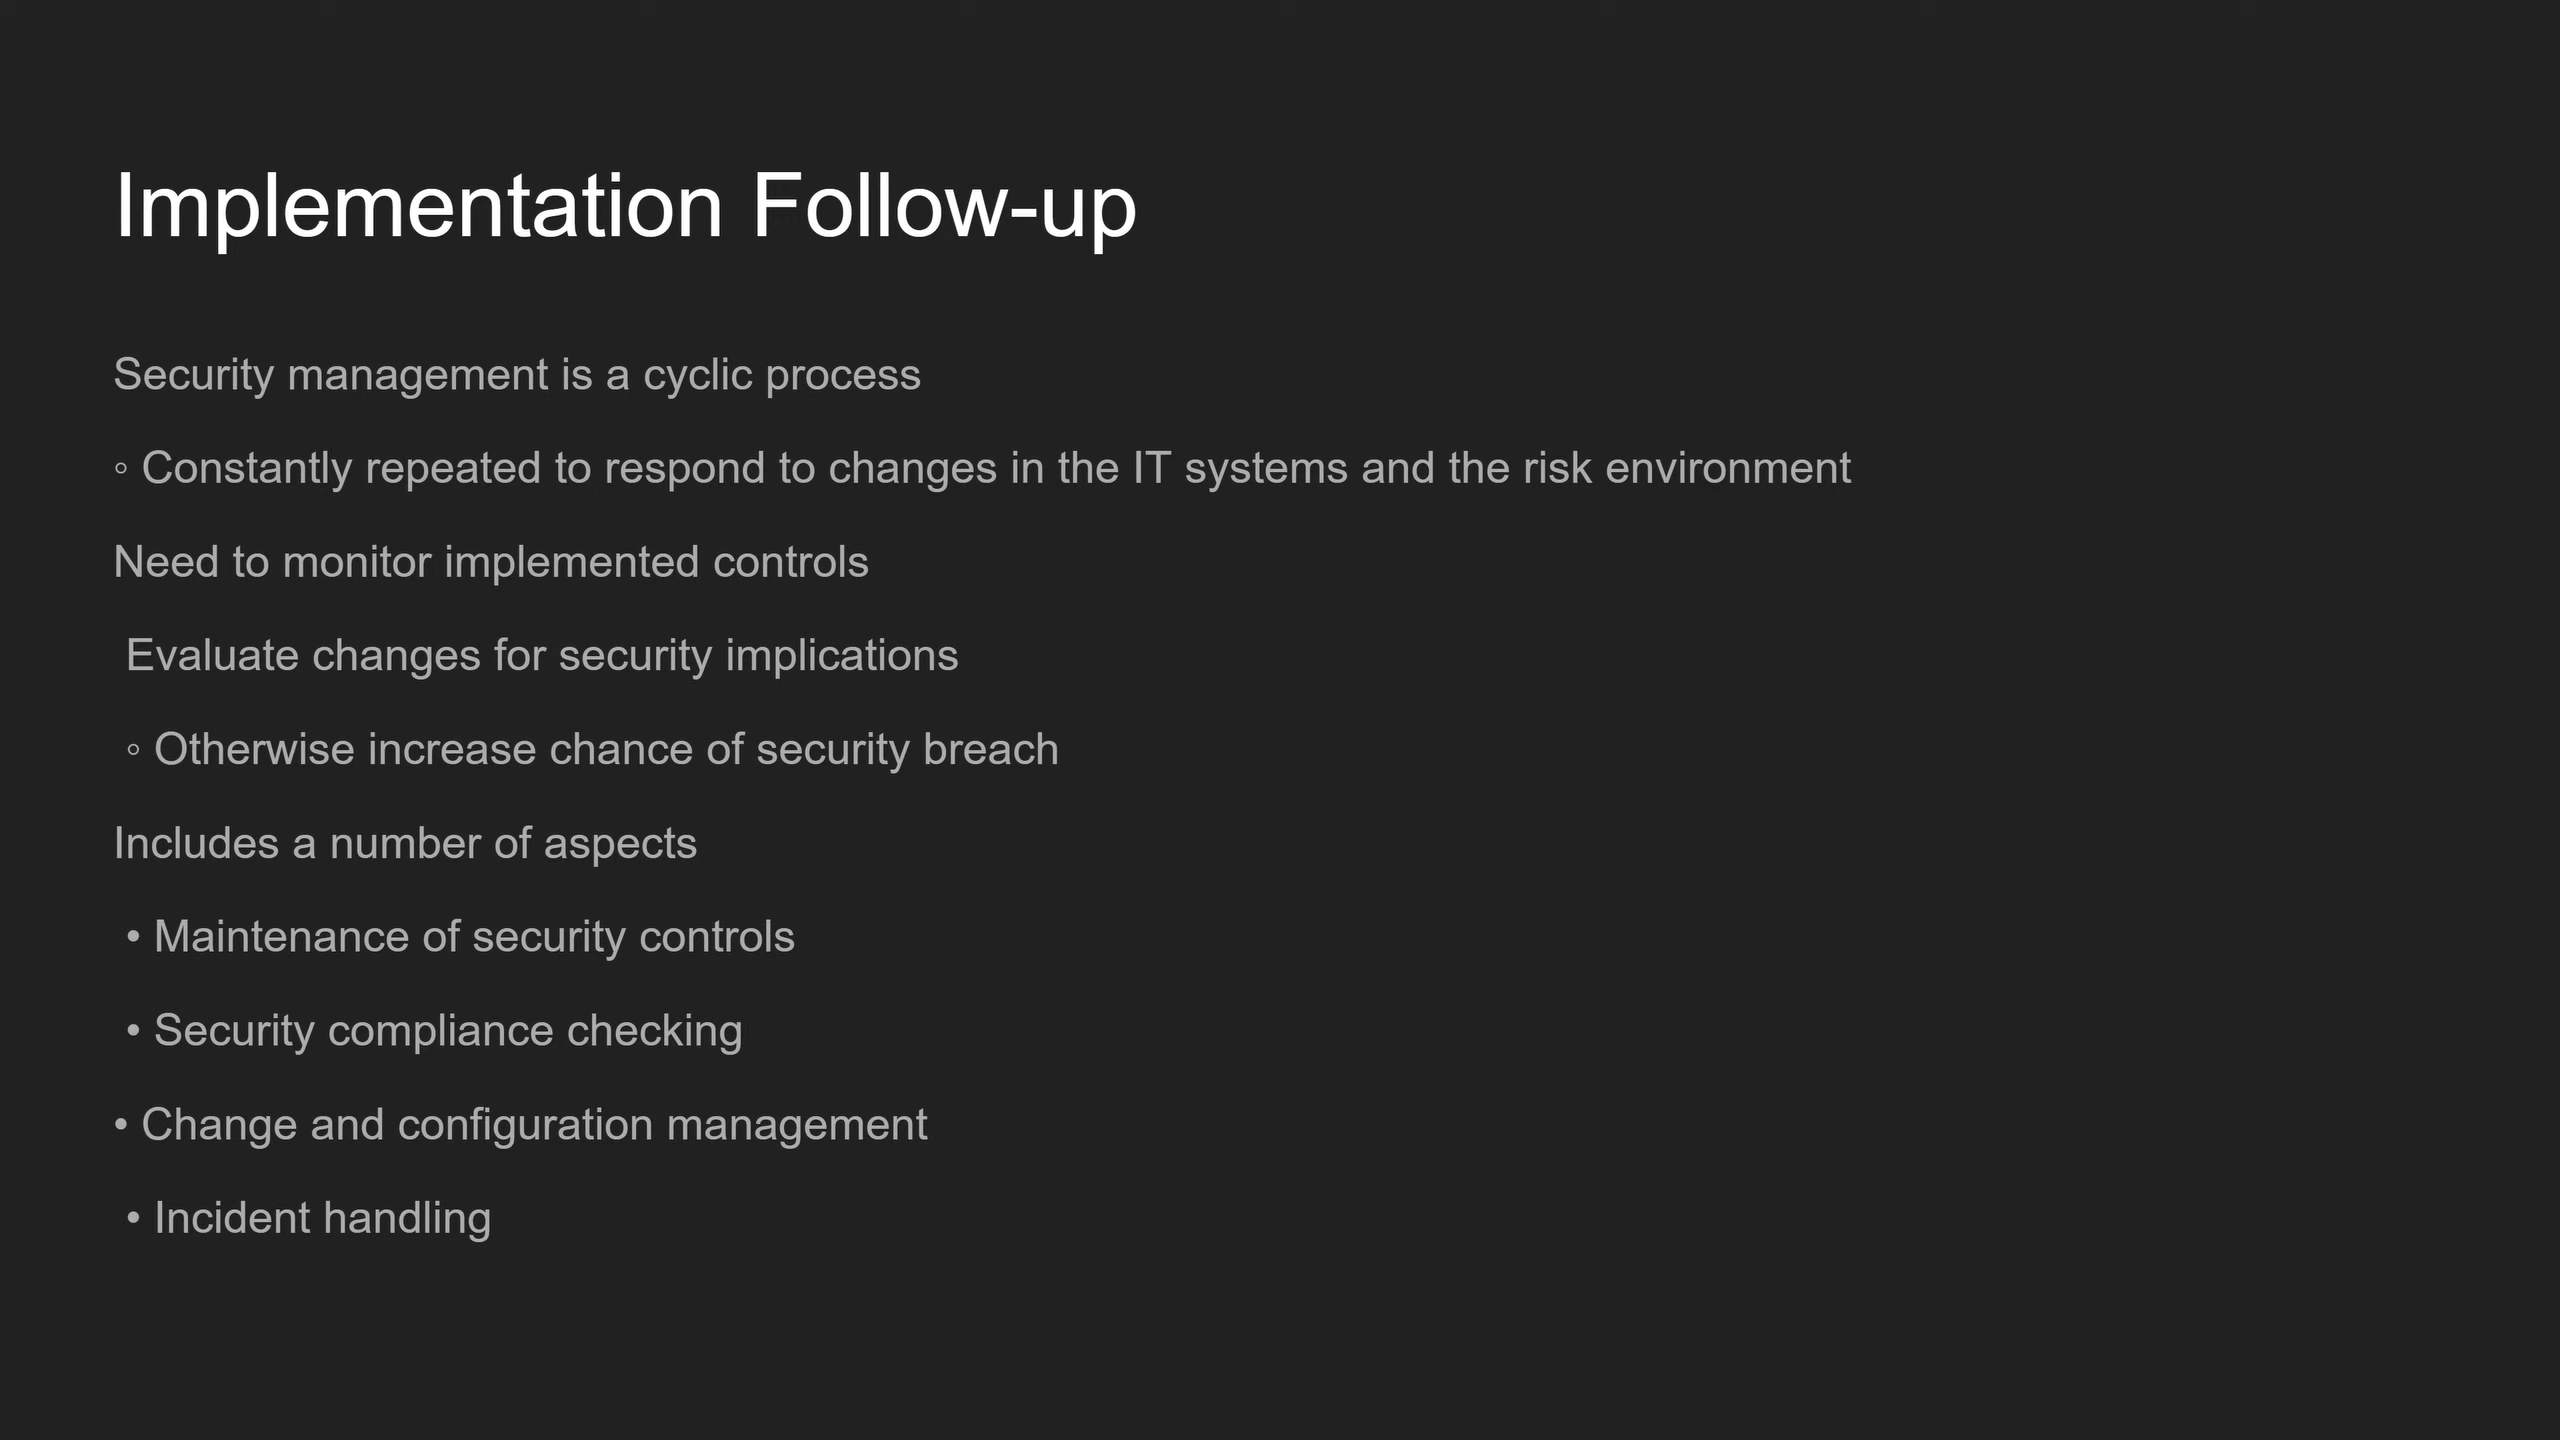 Implementation Follow-up
Security management is a cyclic process
◦ Constantly repeated to respond to changes in the IT systems and the risk environment
Need to monitor implemented controls
Evaluate changes for security implications
◦ Otherwise increase chance of security breach
Includes a number of aspects
• Maintenance of security controls
• Security compliance checking
• Change and configuration management
• Incident handling